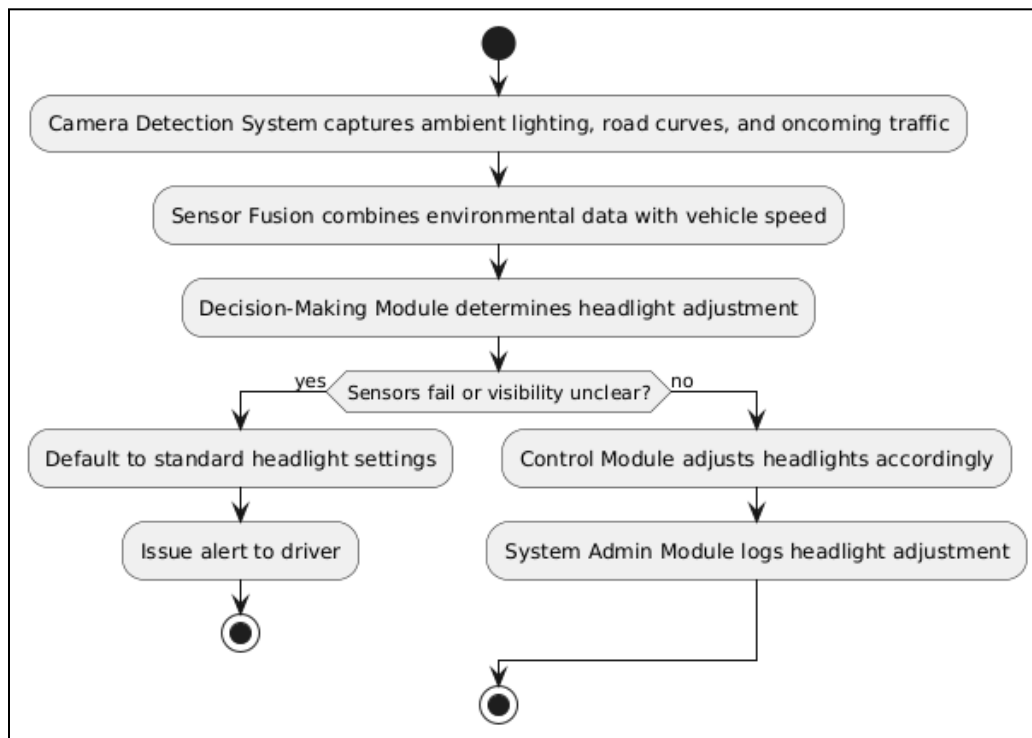 Camera Detection System captures ambient lighting, road curves, and oncoming traffic
Sensor Fusion combines environmental data with vehicle speed
Decision-Making Module determines headlight adjustment
yes
Sensors fail or visibility unclear?
no
Default to standard headlight settings
Control Module adjusts headlights accordingly
Issue alert to driver
System Admin Module logs headlight adjustment